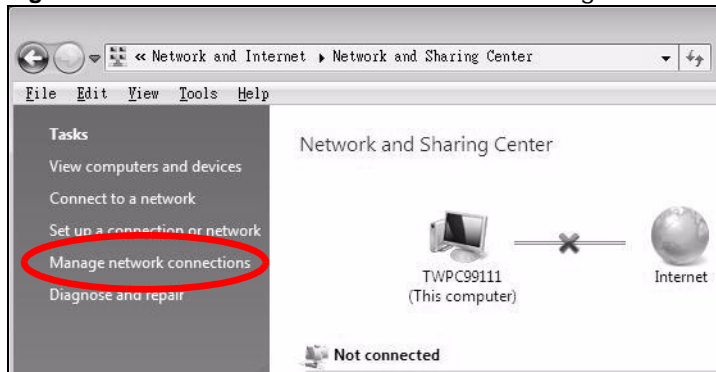 « Network and Internet ▸ Network and Sharing Center
File Edit View Tools Help
Tasks
View computers and devices
Connect to a network
Set up a connection or network
Manage network connections
Diagnose and repair
Network and Sharing Center
TWPC99111
(This computer)
Internet
Not connected